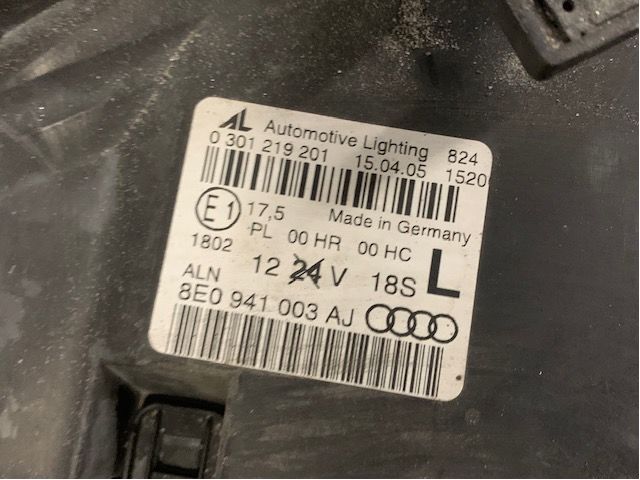 AL Automotive Lighting 824
0 301 219 201 15.04.05 1520
E1 17,5 Made in Germany
PL 00 HR 00 HC
1802
12 24 V 18S L
ALN
8E0 941 003 AJ